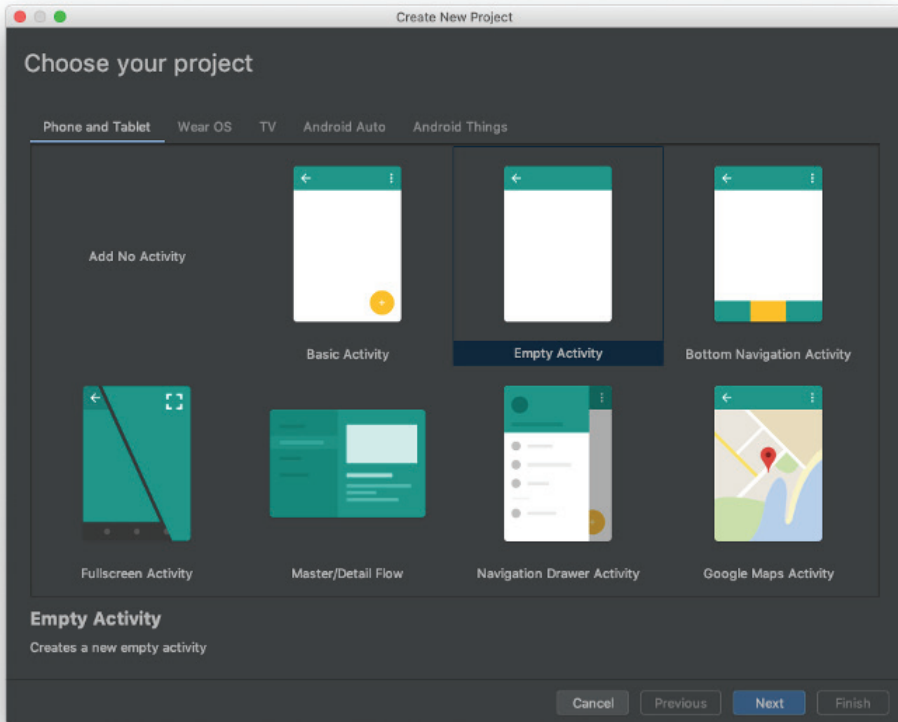 Create New Project
Choose your project
Phone and Tablet Wear OS TV Android Auto Android Things
Add No Activity
Basic Activity
Empty Activity
Bottom Navigation Activity
Fullscreen Activity
Master/Detail Flow
Navigation Drawer Activity
Google Maps Activity
Empty Activity
Creates a new empty activity
Cancel Previous Next Finish